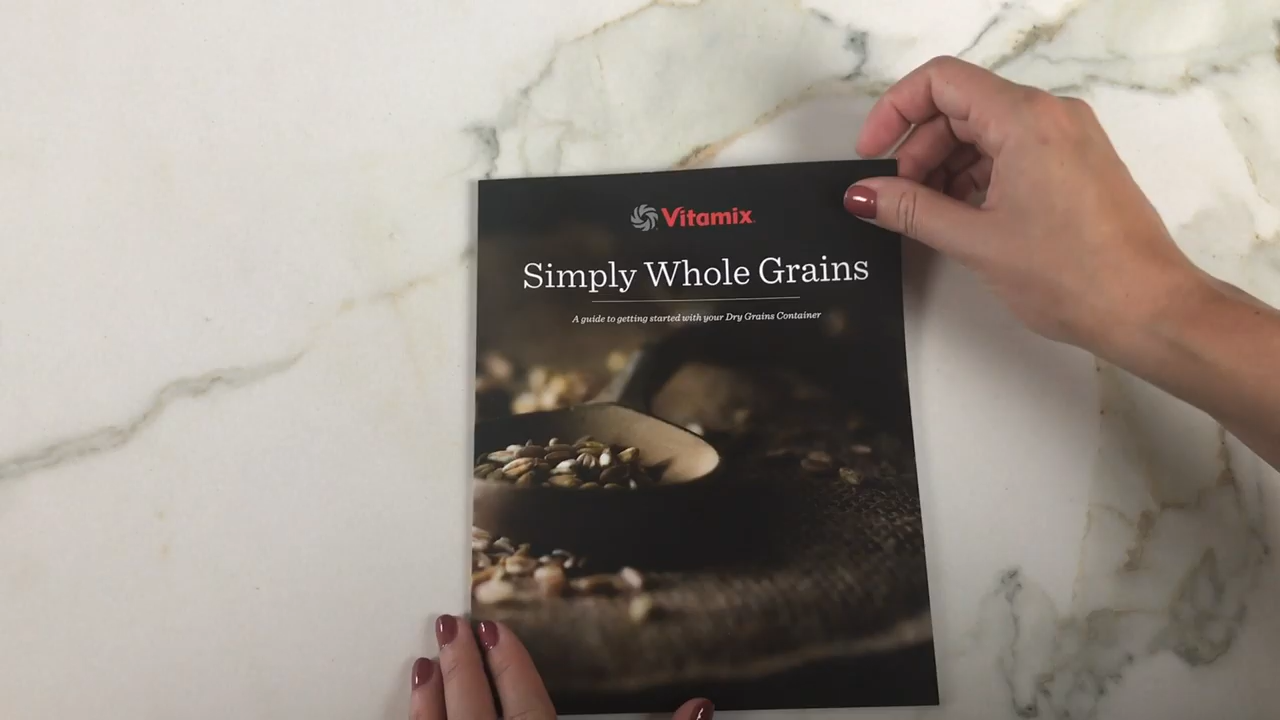 Vitamix
Simply Whole Grains
A guide to getting started with your Dry Grains Container